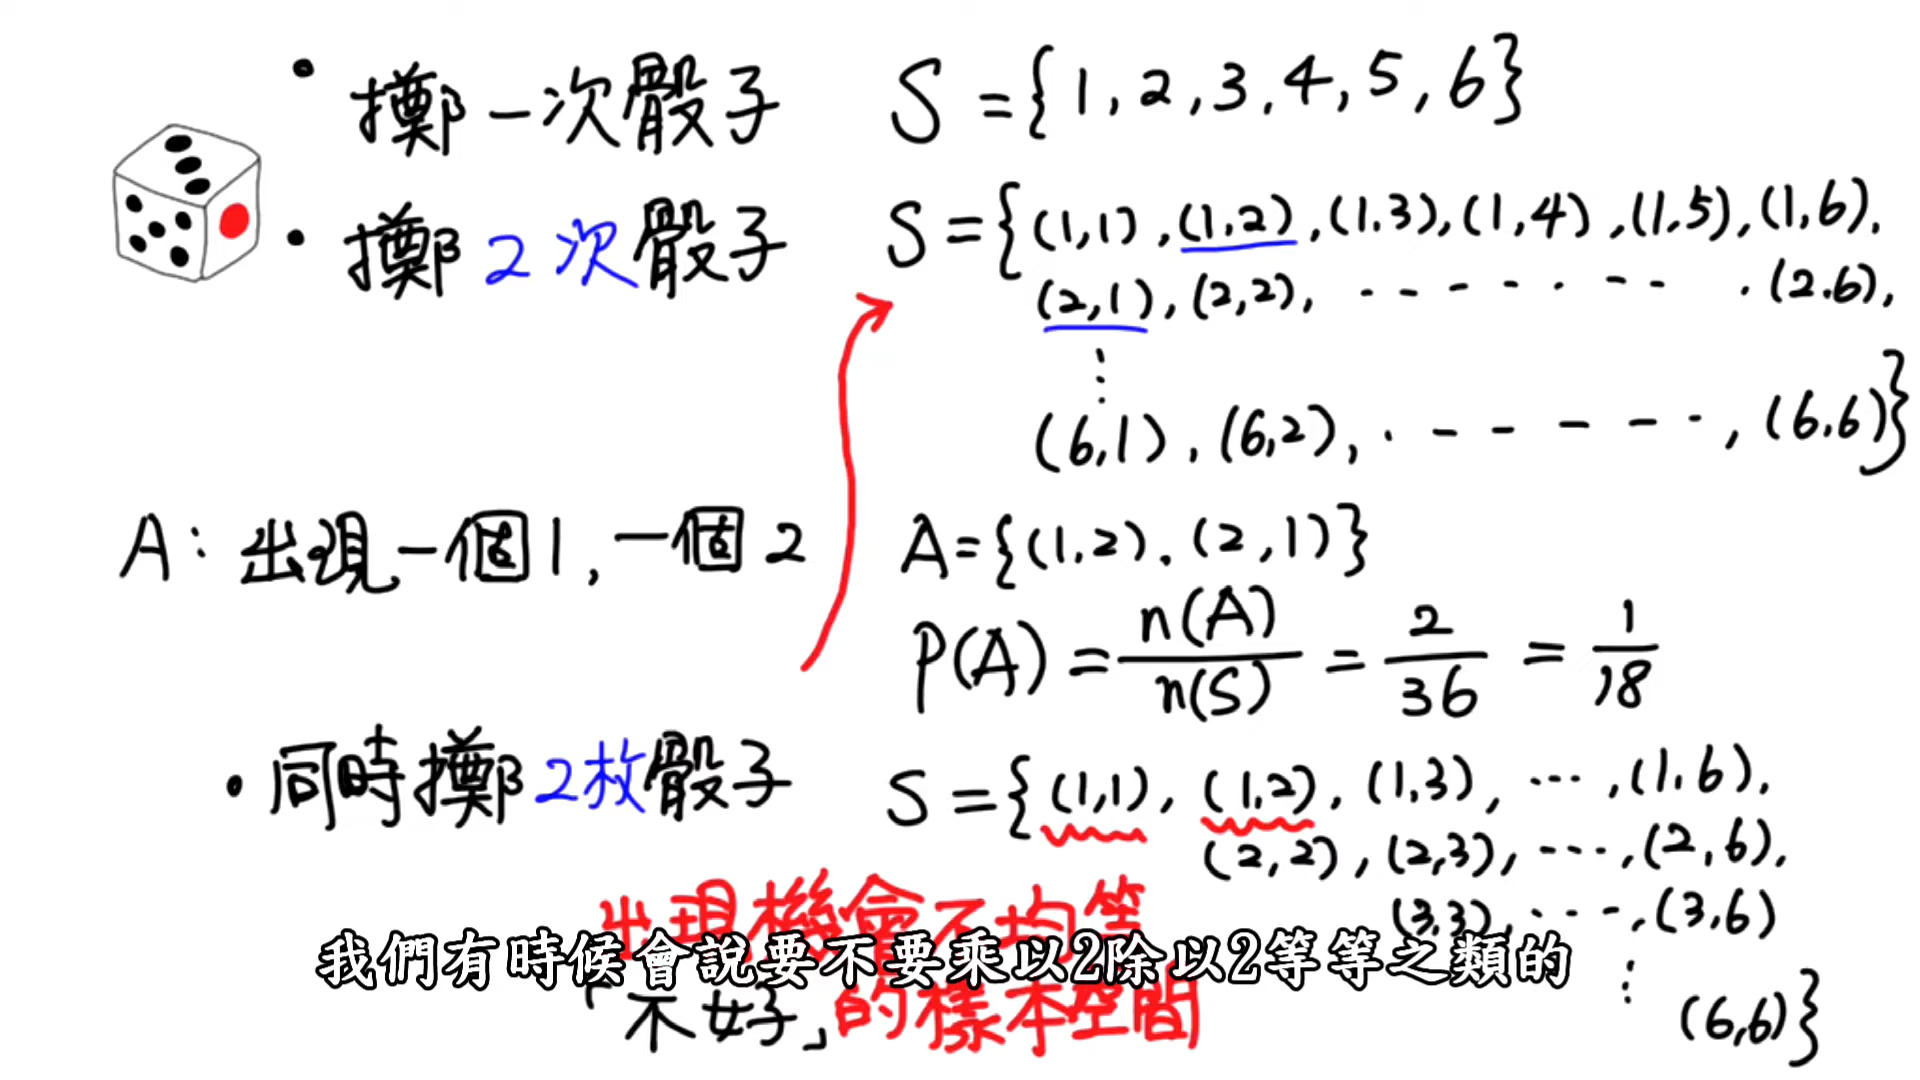 • 擲一次骰子 S={1,2,3,4,5,6}
• 擲2次骰子 S={(1,1),(1,2),(1.3),(1,4),(1,5),(1,6),
(2,1),(2,2),‧‧‧‧‧‧.(2.6),
⋮
(6,1),(6,2),‧-----,(6.6)}
A:出現一個1,一個2 A={(1,2).(2,1)}
P(A)=n(A)/n(S)=2/36=1/18
• 同時擲2枚骰子 S={(1,1),(1.2),(1,3),…,(1.6),
(2,2),(2,3),…,(2,6),
出現機會不均等 (3,3),…,(3,6)
我們有時候會說要不要乘以2除以2等等之類的
⋮
「不好」的樣本空間 (6,6)}